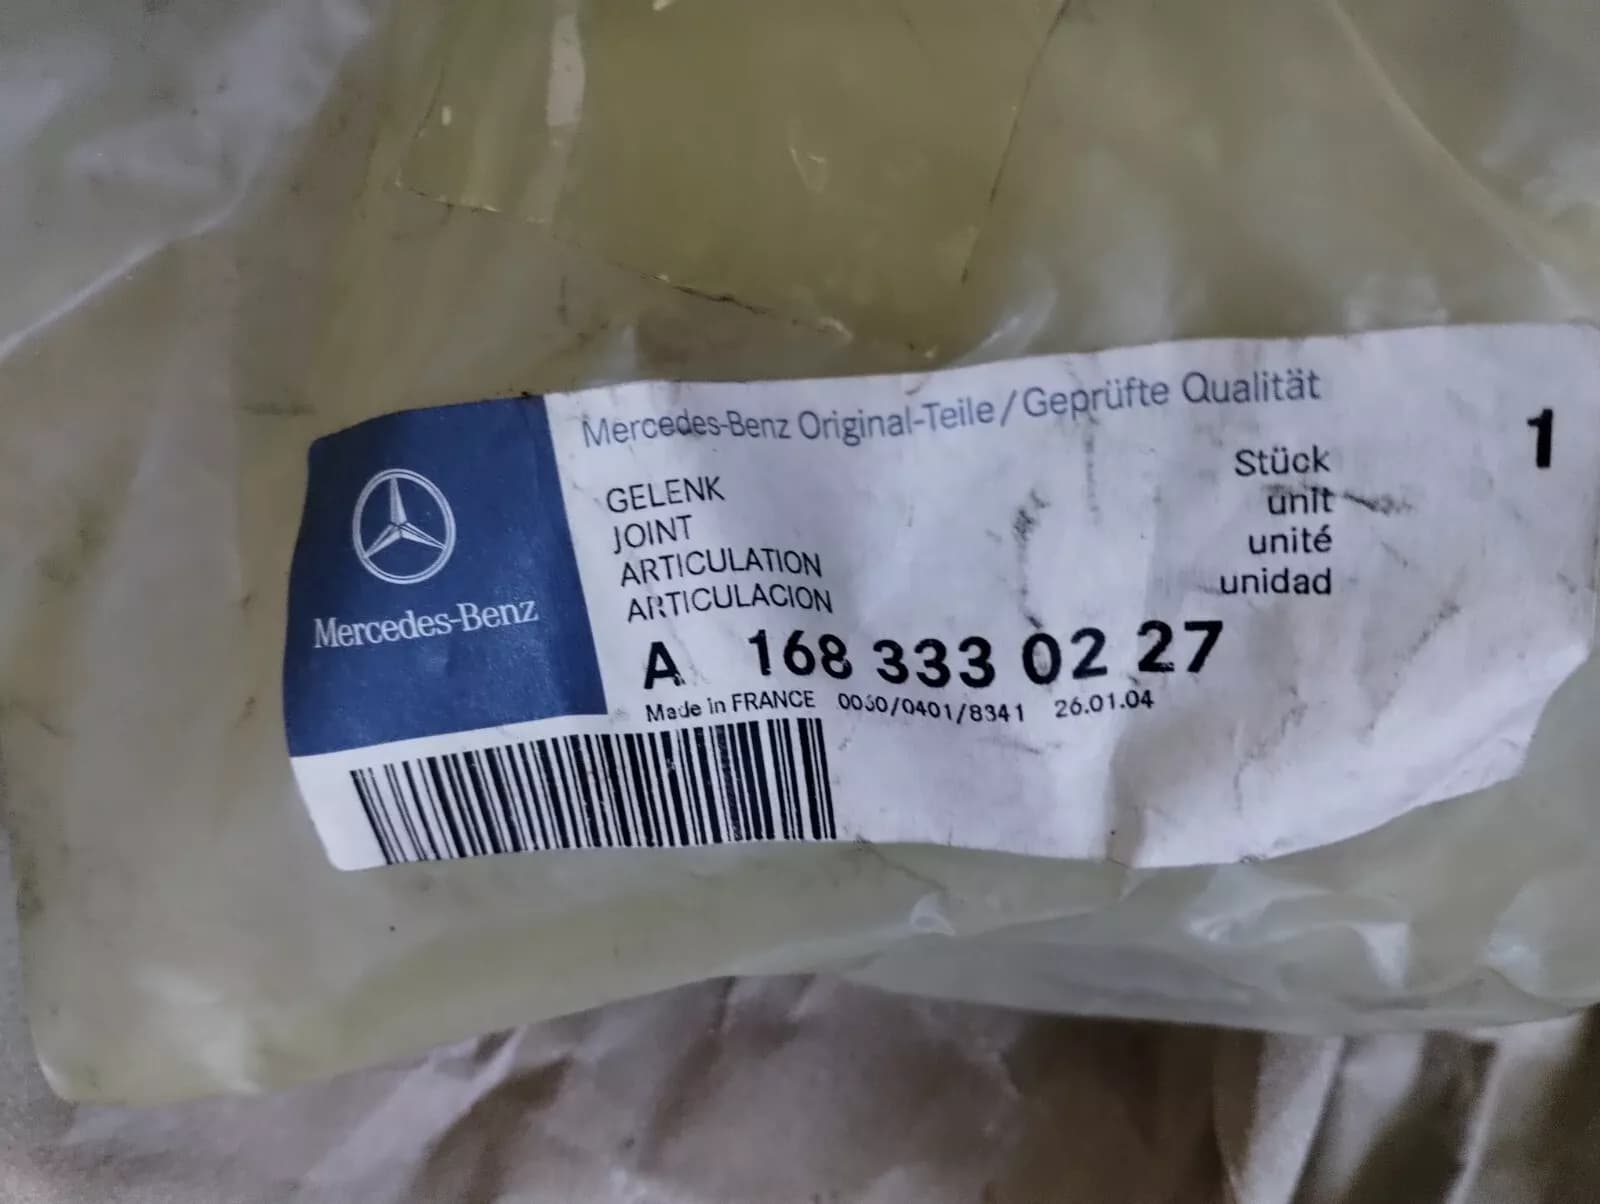 Mercedes-Benz Original-Teile/Geprüfte Qualität
Mercedes-Benz
GELENK
JOINT
ARTICULATION
ARTICULACION
Stück
unit
unité
unidad
1
A 168 333 02 27
Made in FRANCE 0050/0401/8341 26.01.04